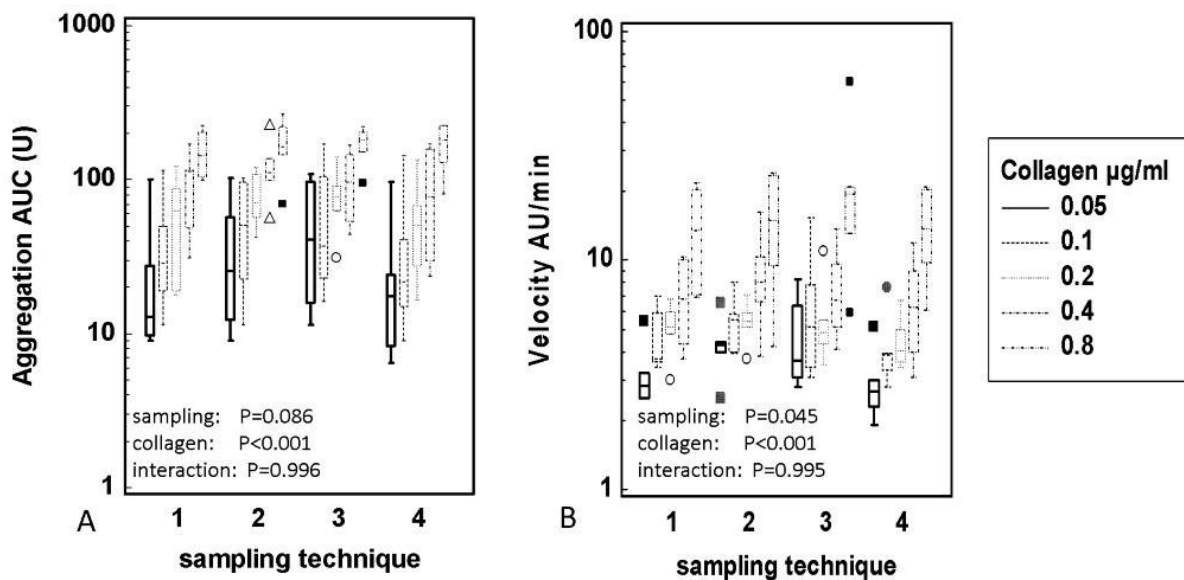 1000
100
10
1
Aggregation AUC (U)
sampling: P=0.086
collagen: P<0.001
interaction: P=0.996
A
1 2 3 4
sampling technique
100
10
1
Velocity AU/min
sampling: P=0.045
collagen: P<0.001
interaction: P=0.995
B
1 2 3 4
sampling technique
Collagen µg/ml
0.05
0.1
0.2
0.4
0.8